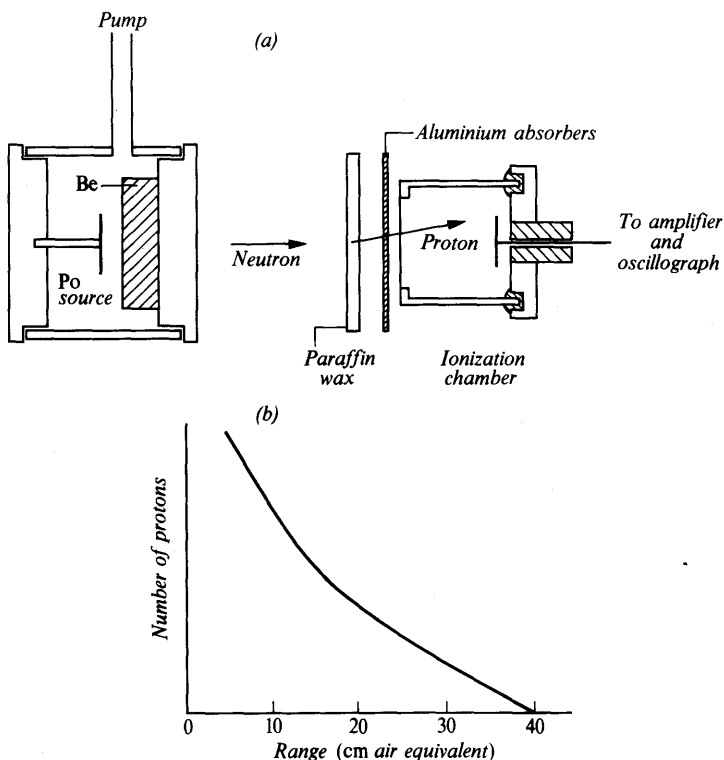 Pump
(a)
Aluminium absorbers
Be
Po
source
Neutron
Proton
To amplifier
and
oscillograph
Paraffin
wax
Ionization
chamber
(b)
Number of protons
0 10 20 30 40
Range (cm air equivalent)